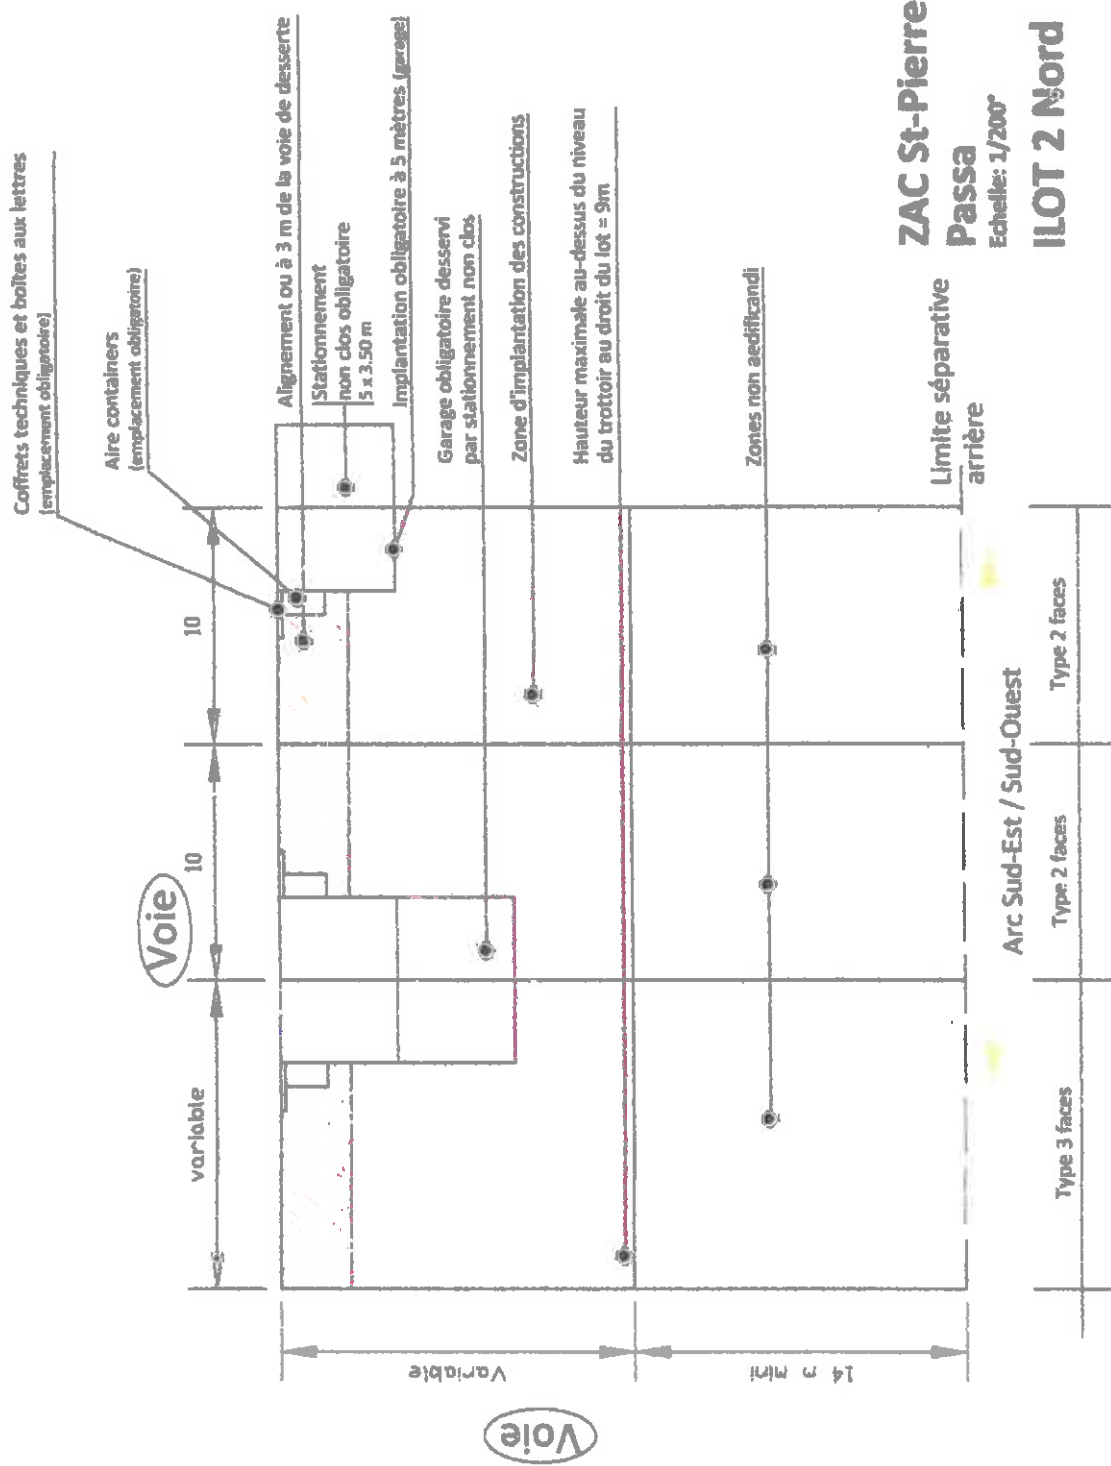 Coffrets techniques et boîtes aux lettres
(emplacement obligatoire)
Aire containers
(emplacement obligatoire)
Alignement ou à 3 m de la voie de desserte
Stationnement
non clos obligatoire
5 x 3.50 m
Implantation obligatoire à 5 mètres (garage)
Garage obligatoire desservi
par stationnement non clos
Zone d'implantation des constructions
Hauteur maximale au-dessus du niveau
du trottoir au droit du lot = 9m
Zones non aedificandi
Limite séparative
arrière
ZAC St-Pierre
Passa
Echelle: 1/200°
ILOT 2 Nord
Voie
variable
10
10
Voie
Variable
14 m mini
Arc Sud-Est / Sud-Ouest
Type 3 faces
Type 2 faces
Type 2 faces